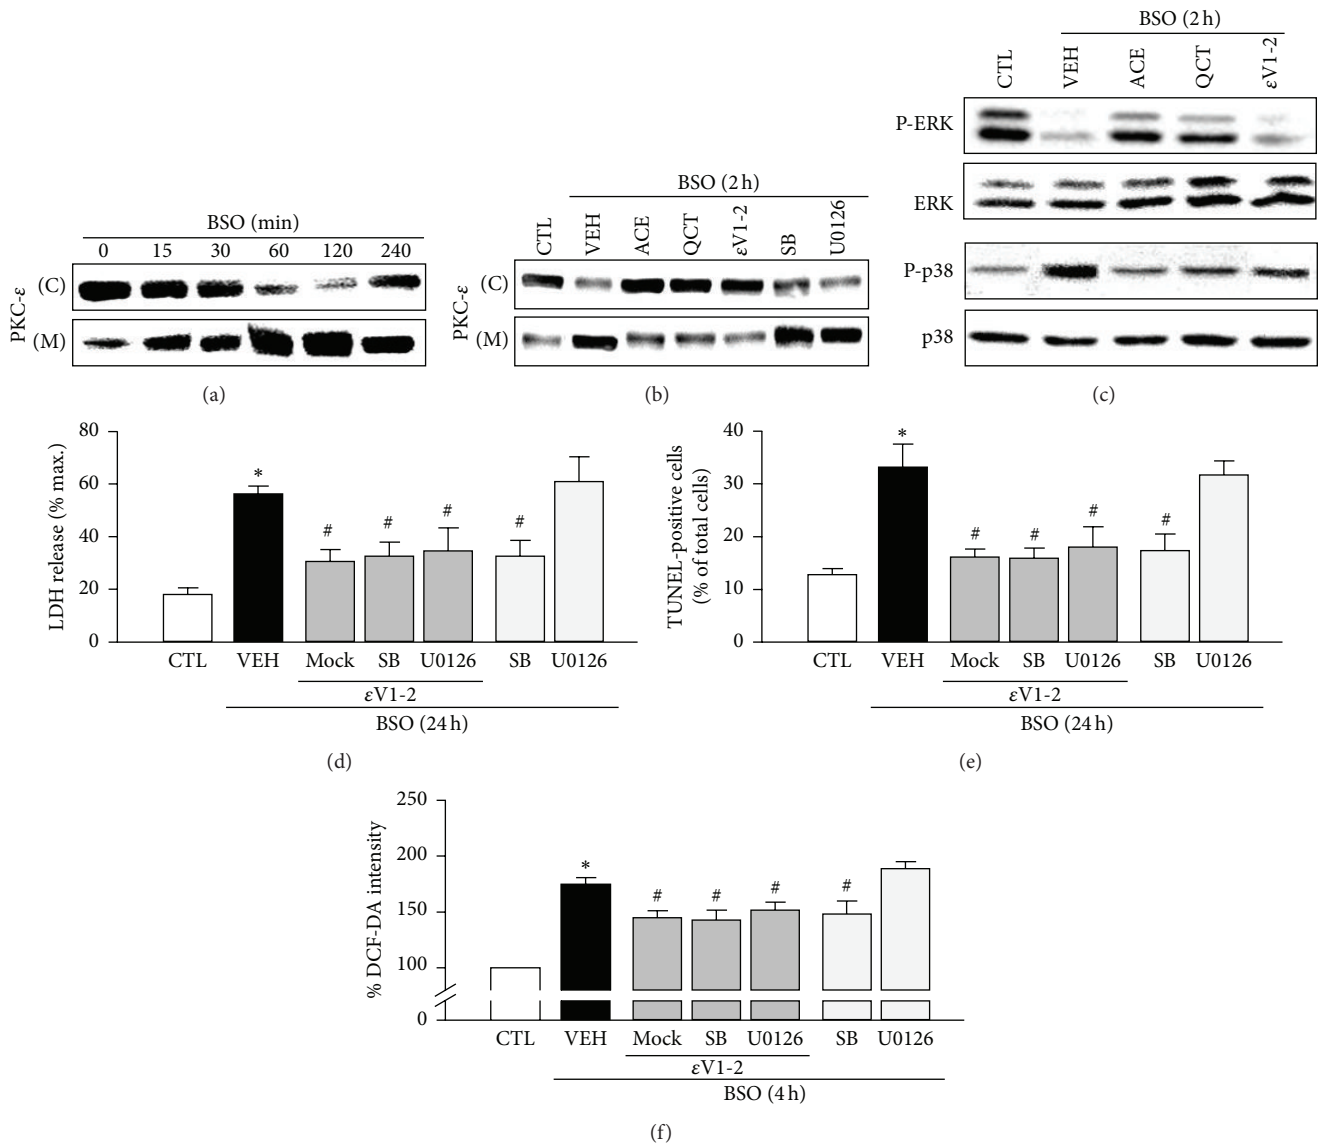 BSO (min)
0 15 30 60 120 240
PKC-ε
(C)
(M)
(a)
BSO (2 h)
CTL VEH ACE QCT εV1-2 SB U0126
PKC-ε
(C)
(M)
(b)
BSO (2 h)
CTL VEH ACE QCT εV1-2
P-ERK
ERK
P-p38
p38
(c)
LDH release (% max.)
80
60
40
20
0
*
# # # #
CTL VEH Mock SB U0126 SB U0126
εV1-2
BSO (24 h)
(d)
TUNEL-positive cells
(% of total cells)
40
30
20
10
0
*
# # # #
CTL VEH Mock SB U0126 SB U0126
εV1-2
BSO (24 h)
(e)
% DCF-DA intensity
250
200
150
100
0
*
# # # #
CTL VEH Mock SB U0126 SB U0126
εV1-2
BSO (4 h)
(f)